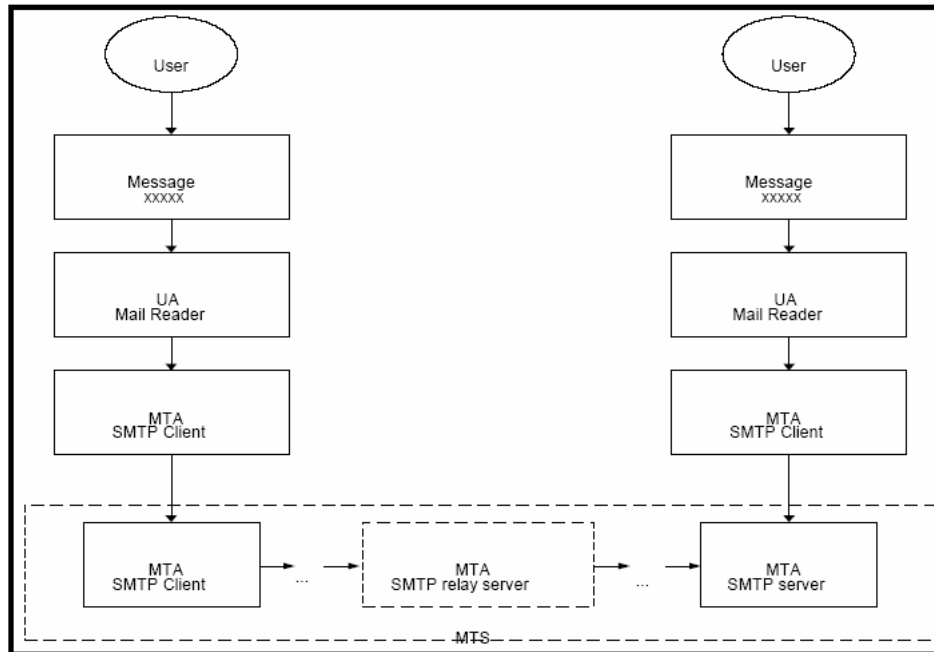 User
User
Message
xxxxx
Message
xxxxx
UA
Mail Reader
UA
Mail Reader
MTA
SMTP Client
MTA
SMTP Client
MTA
SMTP Client
...
MTA
SMTP relay server
...
MTA
SMTP server
MTS